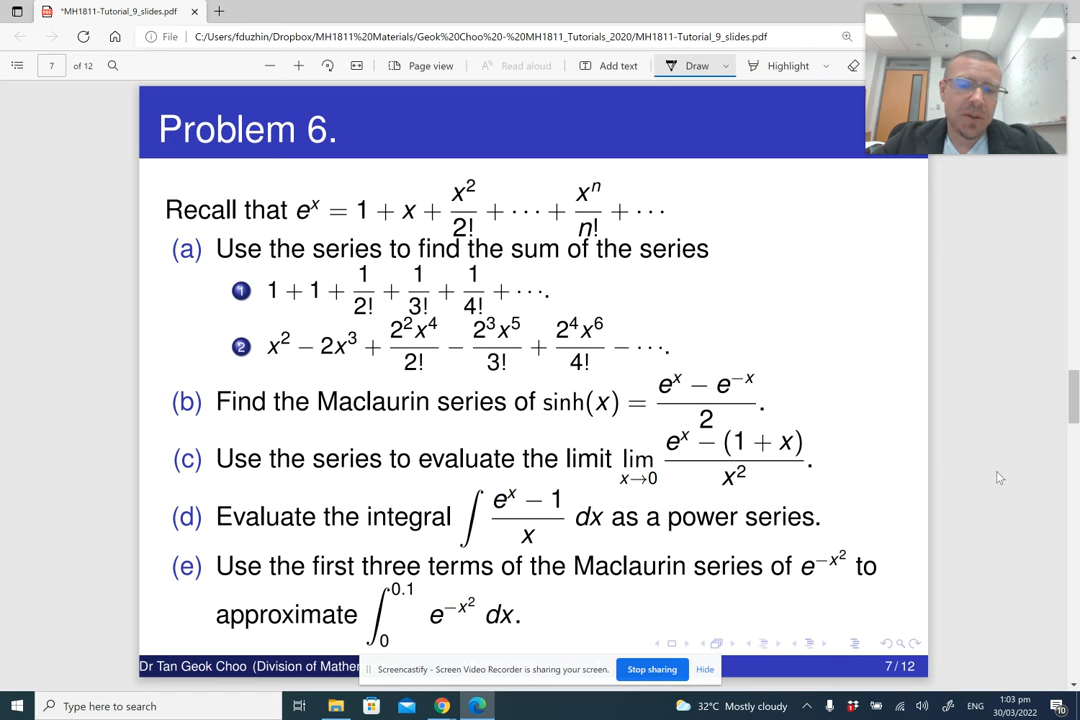 *MH1811-Tutorial_9_slides.pdf
File C:/Users/fduzhin/Dropbox/MH1811%20Materials/Geok%20Choo%20-%20MH1811_Tutorials_2020/MH1811-Tutorial_9_slides.pdf
7 of 12 Page view Read aloud Add text Draw Highlight
Problem 6.
Recall that e^x = 1 + x + x^2/2! + ··· + x^n/n! + ···
(a) Use the series to find the sum of the series
1 1 + 1 + 1/2! + 1/3! + 1/4! + ··· .
2 x^2 − 2x^3 + 2^2x^4/2! − 2^3x^5/3! + 2^4x^6/4! − ··· .
(b) Find the Maclaurin series of sinh(x) = (e^x − e^{−x})/2.
(c) Use the series to evaluate the limit lim x→0 (e^x − (1 + x))/x^2.
(d) Evaluate the integral ∫ (e^x − 1)/x dx as a power series.
(e) Use the first three terms of the Maclaurin series of e^{−x^2} to
approximate ∫_0^{0.1} e^{−x^2} dx.
Dr Tan Geok Choo (Division of Mather 7 / 12
Screencastify - Screen Video Recorder is sharing your screen. Stop sharing Hide
Type here to search 32°C Mostly cloudy ENG 1:03 pm
30/03/2022 10